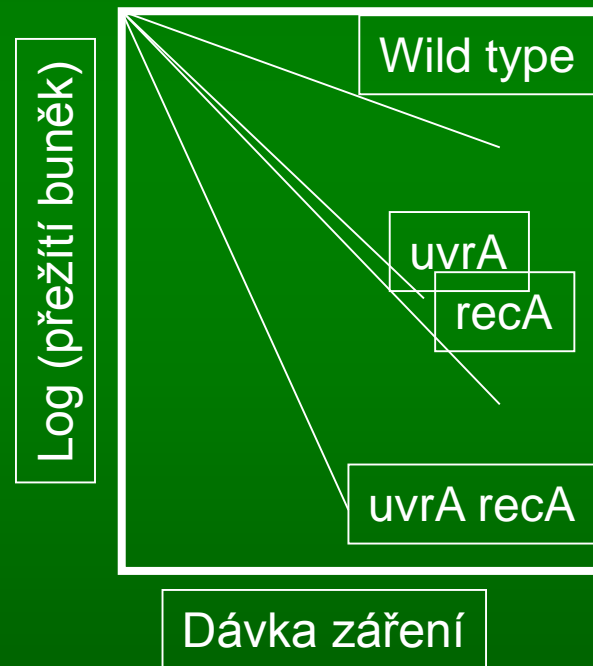 Log (přežití buněk)
Wild type
uvrA
recA
uvrA recA
Dávka záření